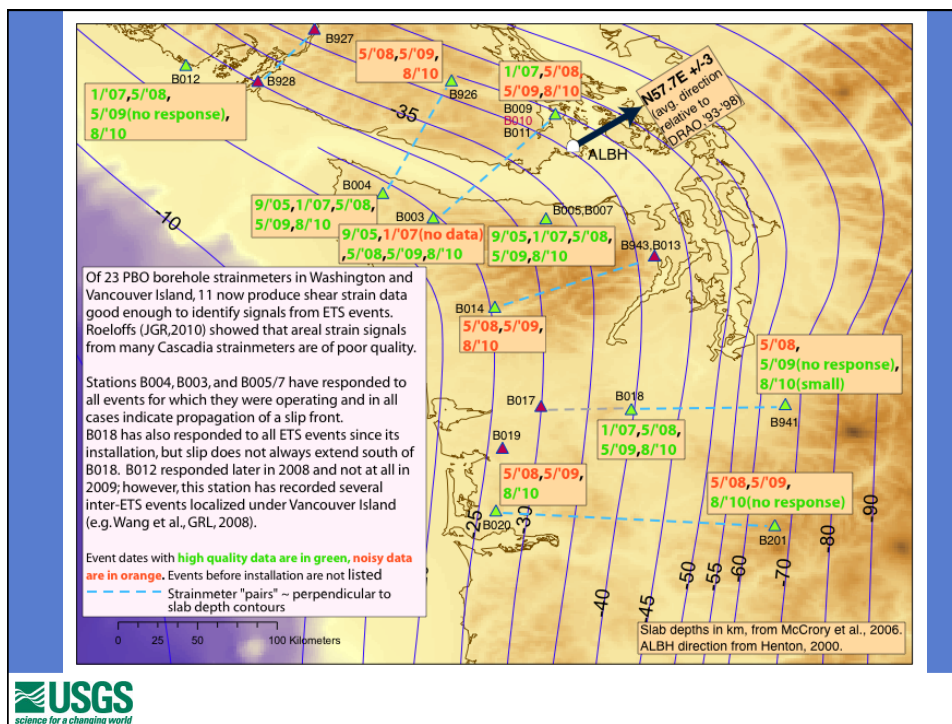 B927
B012
B928
5/'08,5/'09,
8/'10
B926
1/'07,5/'08,
5/'09,8/'10
N57.7E +/-3
(avg. direction
relative to
DRAO,'93-'98)
1/'07,5/'08,
5/'09(no response),
8/'10
-35
B009
B010
B011
ALBH
-10
B004
9/'05,1/'07,5/'08,
5/'09,8/'10
B003
9/'05,1/'07(no data)
,5/'08,5/'09,8/'10
B005,B007
9/'05,1/'07,5/'08,
5/'09,8/'10
B943,B013
Of 23 PBO borehole strainmeters in Washington and
Vancouver Island, 11 now produce shear strain data
good enough to identify signals from ETS events.
Roeloffs (JGR,2010) showed that areal strain signals
from many Cascadia strainmeters are of poor quality.
Stations B004, B003, and B005/7 have responded to
all events for which they were operating and in all
cases indicate propagation of a slip front.
B018 has also responded to all ETS events since its
installation, but slip does not always extend south of
B018. B012 responded later in 2008 and not at all in
2009; however, this station has recorded several
inter-ETS events localized under Vancouver Island
(e.g.Wang et al., GRL, 2008).
Event dates with high quality data are in green, noisy data
are in orange. Events before installation are not listed
Strainmeter "pairs" ~ perpendicular to
slab depth contours
0 25 50 100 Kilometers
B014
5/'08,5/'09,
8/'10
5/'08,
5/'09(no response),
8/'10(small)
B017
B018
B941
1/'07,5/'08,
5/'09,8/'10
B019
5/'08,5/'09,
8/'10
B020
5/'08,5/'09,
8/'10(no response)
B201
-25
-30
-40
-45
-50
-55
-60
-70
-80
-90
Slab depths in km, from McCrory et al., 2006.
ALBH direction from Henton, 2000.
USGS
science for a changing world